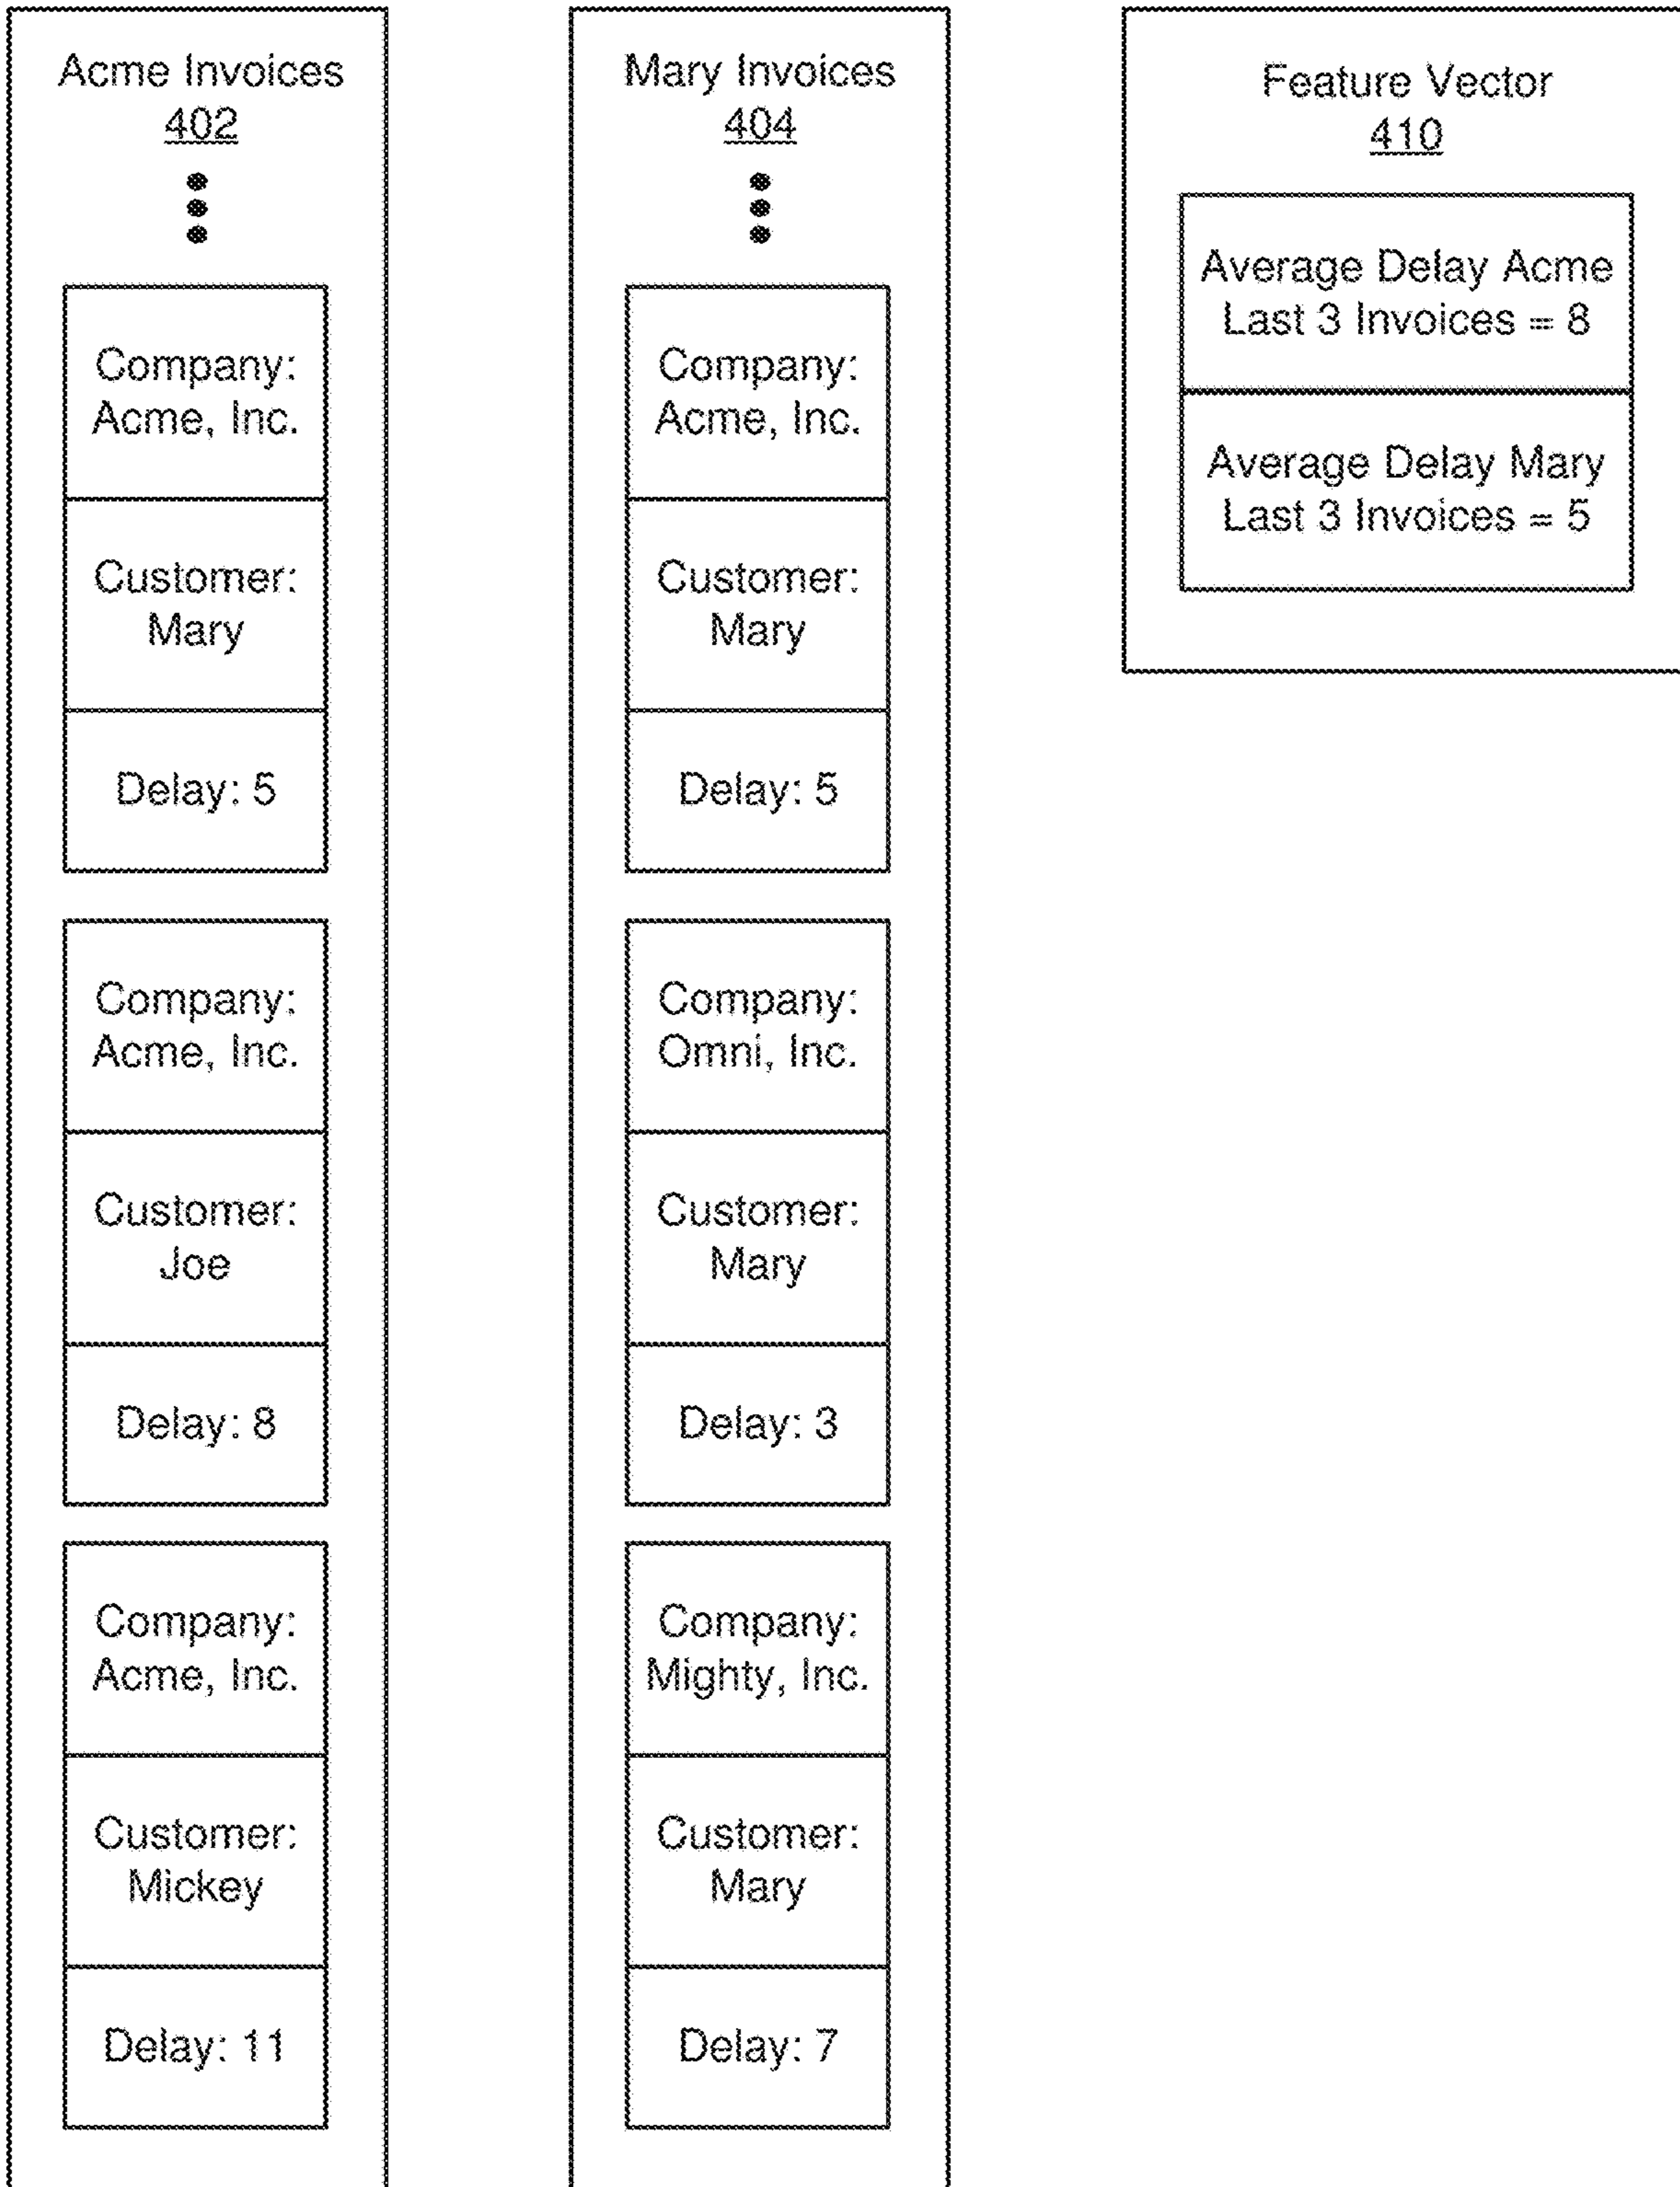 Acme Invoices
402
Company:
Acme, Inc.
Customer:
Mary
Delay: 5
Company:
Acme, Inc.
Customer:
Joe
Delay: 8
Company:
Acme, Inc.
Customer:
Mickey
Delay: 11
Mary Invoices
404
Company:
Acme, Inc.
Customer:
Mary
Delay: 5
Company:
Omni, Inc.
Customer:
Mary
Delay: 3
Company:
Mighty, Inc.
Customer:
Mary
Delay: 7
Feature Vector
410
Average Delay Acme
Last 3 Invoices = 8
Average Delay Mary
Last 3 Invoices = 5